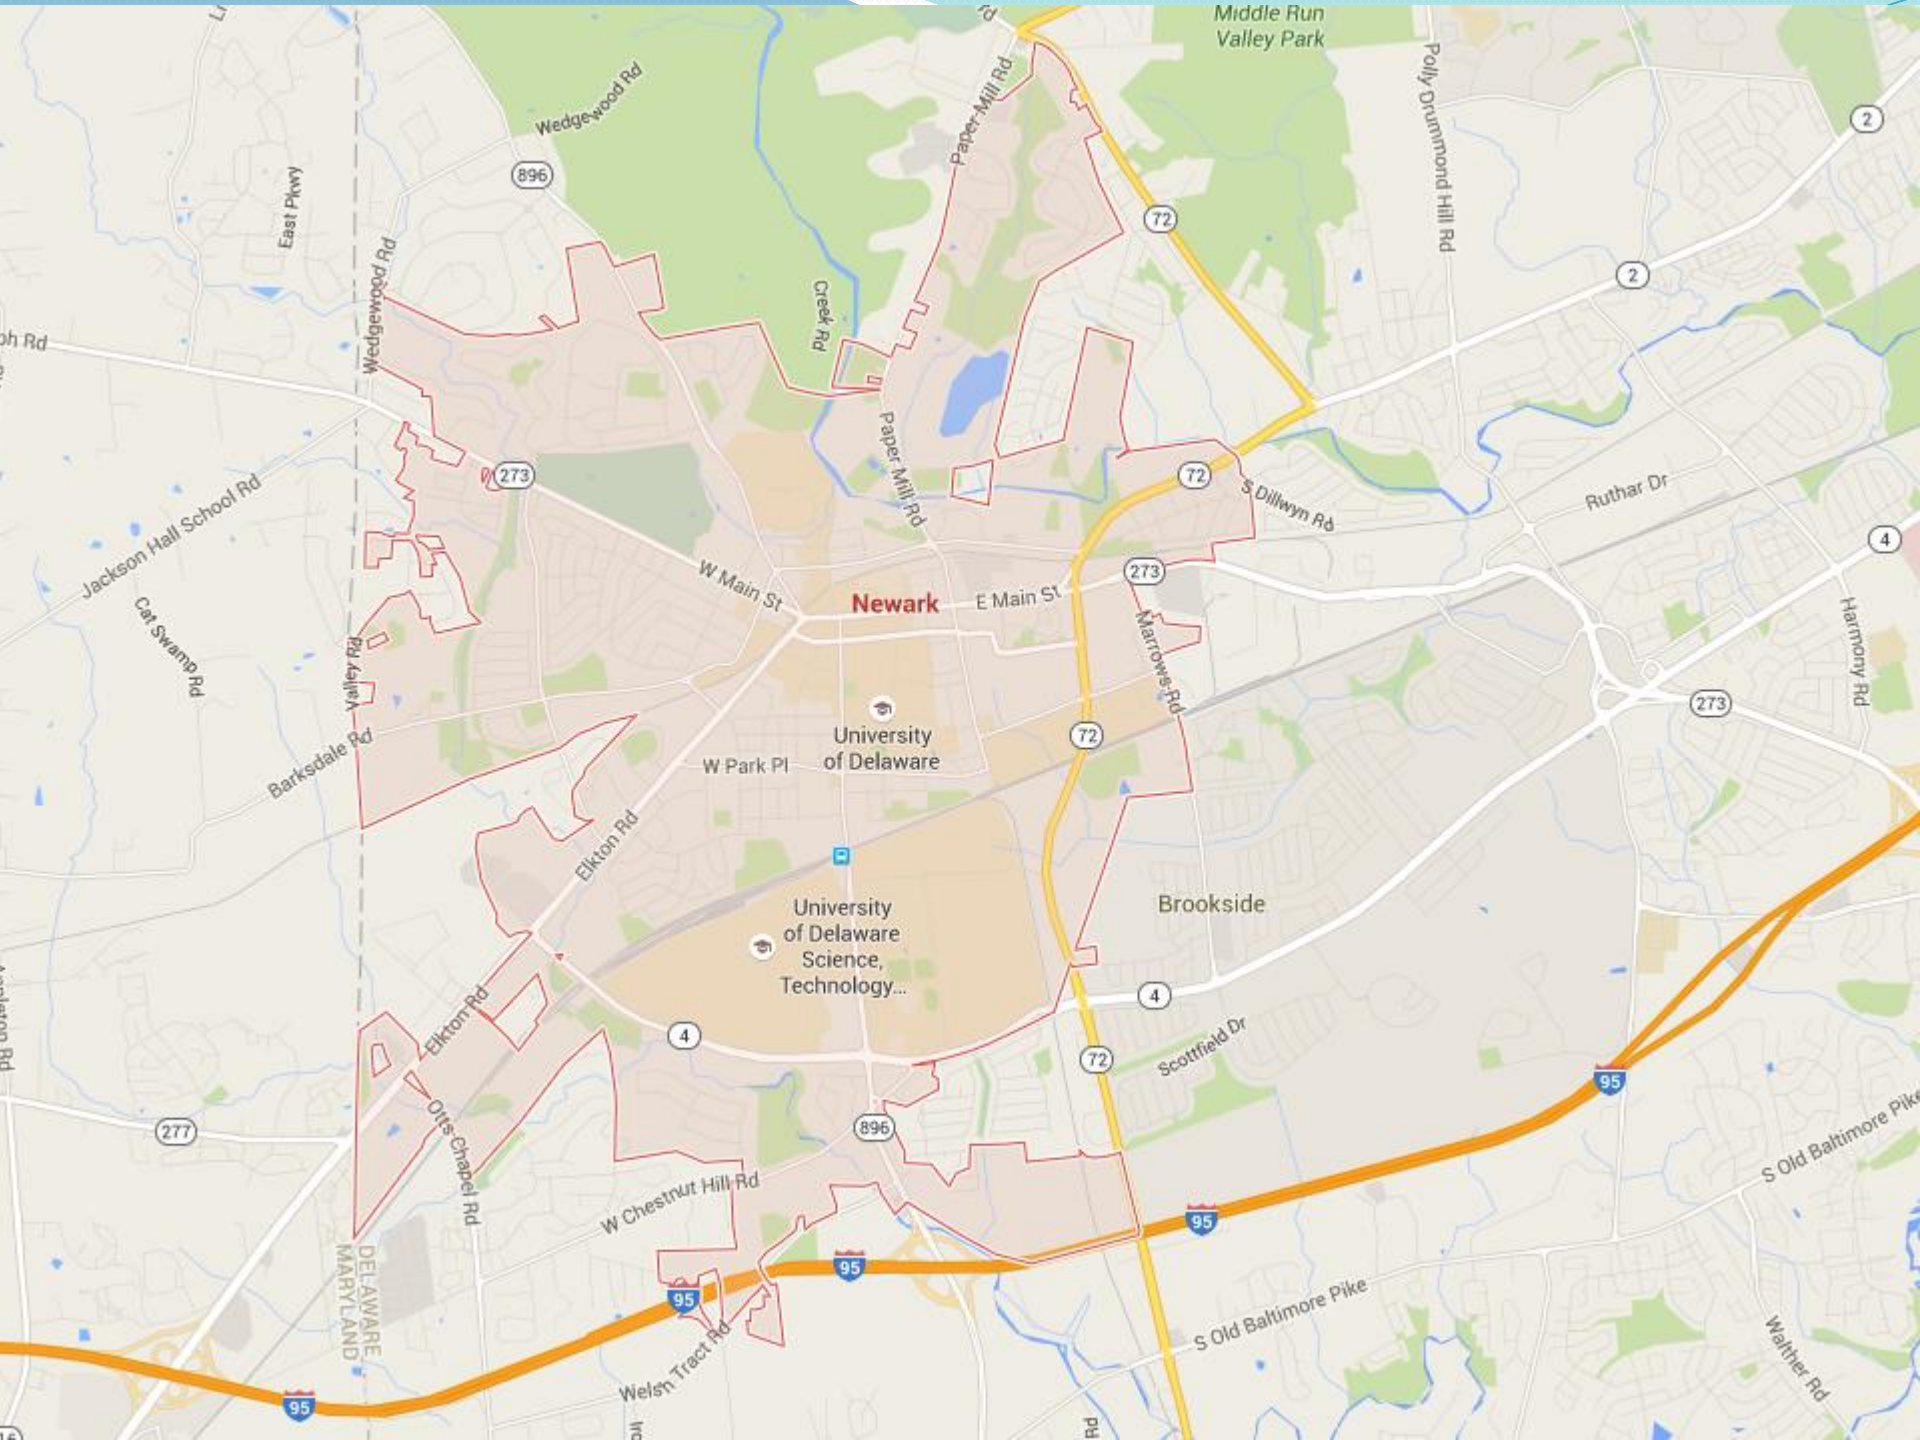 Middle Run
Valley Park
Wedgewood Rd
Paper Mill Rd
Polly Drummond Hill Rd
2
896
East Pkwy
72
2
Wedgewood Rd
Creek Rd
Rd
Paper Mill Rd
273
72
S Dillwyn Rd
Ruthar Dr
Jackson Hall School Rd
4
W Main St
273
Newark
E Main St
Cat Swamp Rd
Marrows Rd
Harmony Rd
Valley Rd
273
Barksdale Rd
University
of Delaware
72
W Park Pl
Elkton Rd
Brookside
University
of Delaware
Science,
Technology...
4
Elkton Rd
4
Scottfield Dr
72
95
Appleton Rd
277
Otts Chapel Rd
896
S Old Baltimore Pike
W Chestnut Hill Rd
95
95
95
DELAWARE
MARYLAND
S Old Baltimore Pike
Welsh Tract Rd
Walther Rd
95
Rd